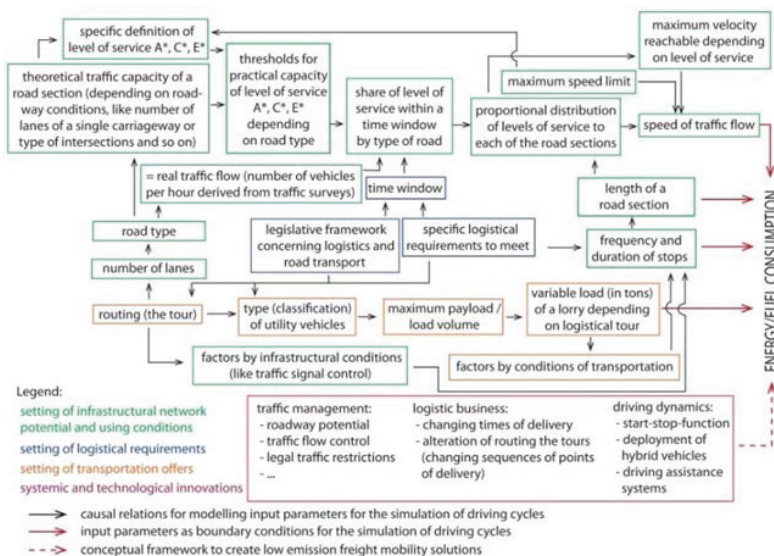 specific definition of
level of service A*, C*, E*
maximum velocity
reachable depending
on level of service
theoretical traffic capacity of a
road section (depending on road-
way conditions, like number of
lanes of a single carriageway or
type of intersections and so on)
thresholds for
practical capacity
of level of service
A*, C*, E*
depending
on road type
share of level of
service within a
time window
by type of road
maximum speed limit
proportional distribution
of levels of service to
each of the road sections
speed of traffic flow
= real traffic flow (number of vehicles
per hour derived from traffic surveys)
time window
length of a
road section
road type
legislative framework
concerning logistics and
road transport
specific logistical
requirements to meet
frequency and
duration of stops
number of lanes
routing (the tour)
type (classification)
of utility vehicles
maximum payload /
load volume
variable load (in tons)
of a lorry depending
on logistical tour
factors by infrastructural conditions
(like traffic signal control)
factors by conditions of transportation
ENERGY/FUEL CONSUMPTION
Legend:
setting of infrastructural network
potential and using conditions
setting of logistical requirements
setting of transportation offers
systemic and technological innovations
traffic management:
- roadway potential
- traffic flow control
- legal traffic restrictions
- ...
logistic business:
- changing times of delivery
- alteration of routing the tours
(changing sequences of points
of delivery)
driving dynamics:
- start-stop-function
- deployment of
hybrid vehicles
- driving assistance
systems
causal relations for modelling input parameters for the simulation of driving cycles
input parameters as boundary conditions for the simulation of driving cycles
conceptual framework to create low emission freight mobility solutions